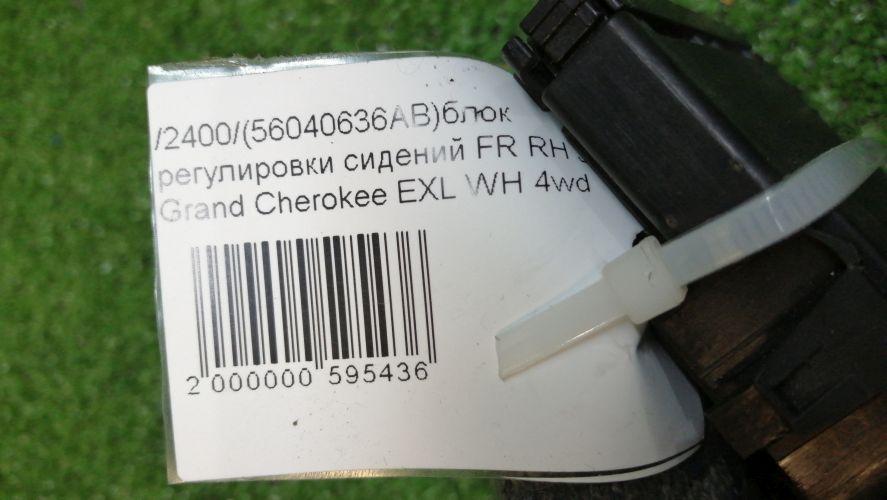 /2400/(56040636AB)блок
регулировки сидений FR RH
Grand Cherokee EXL WH 4wd
2 000000 595436